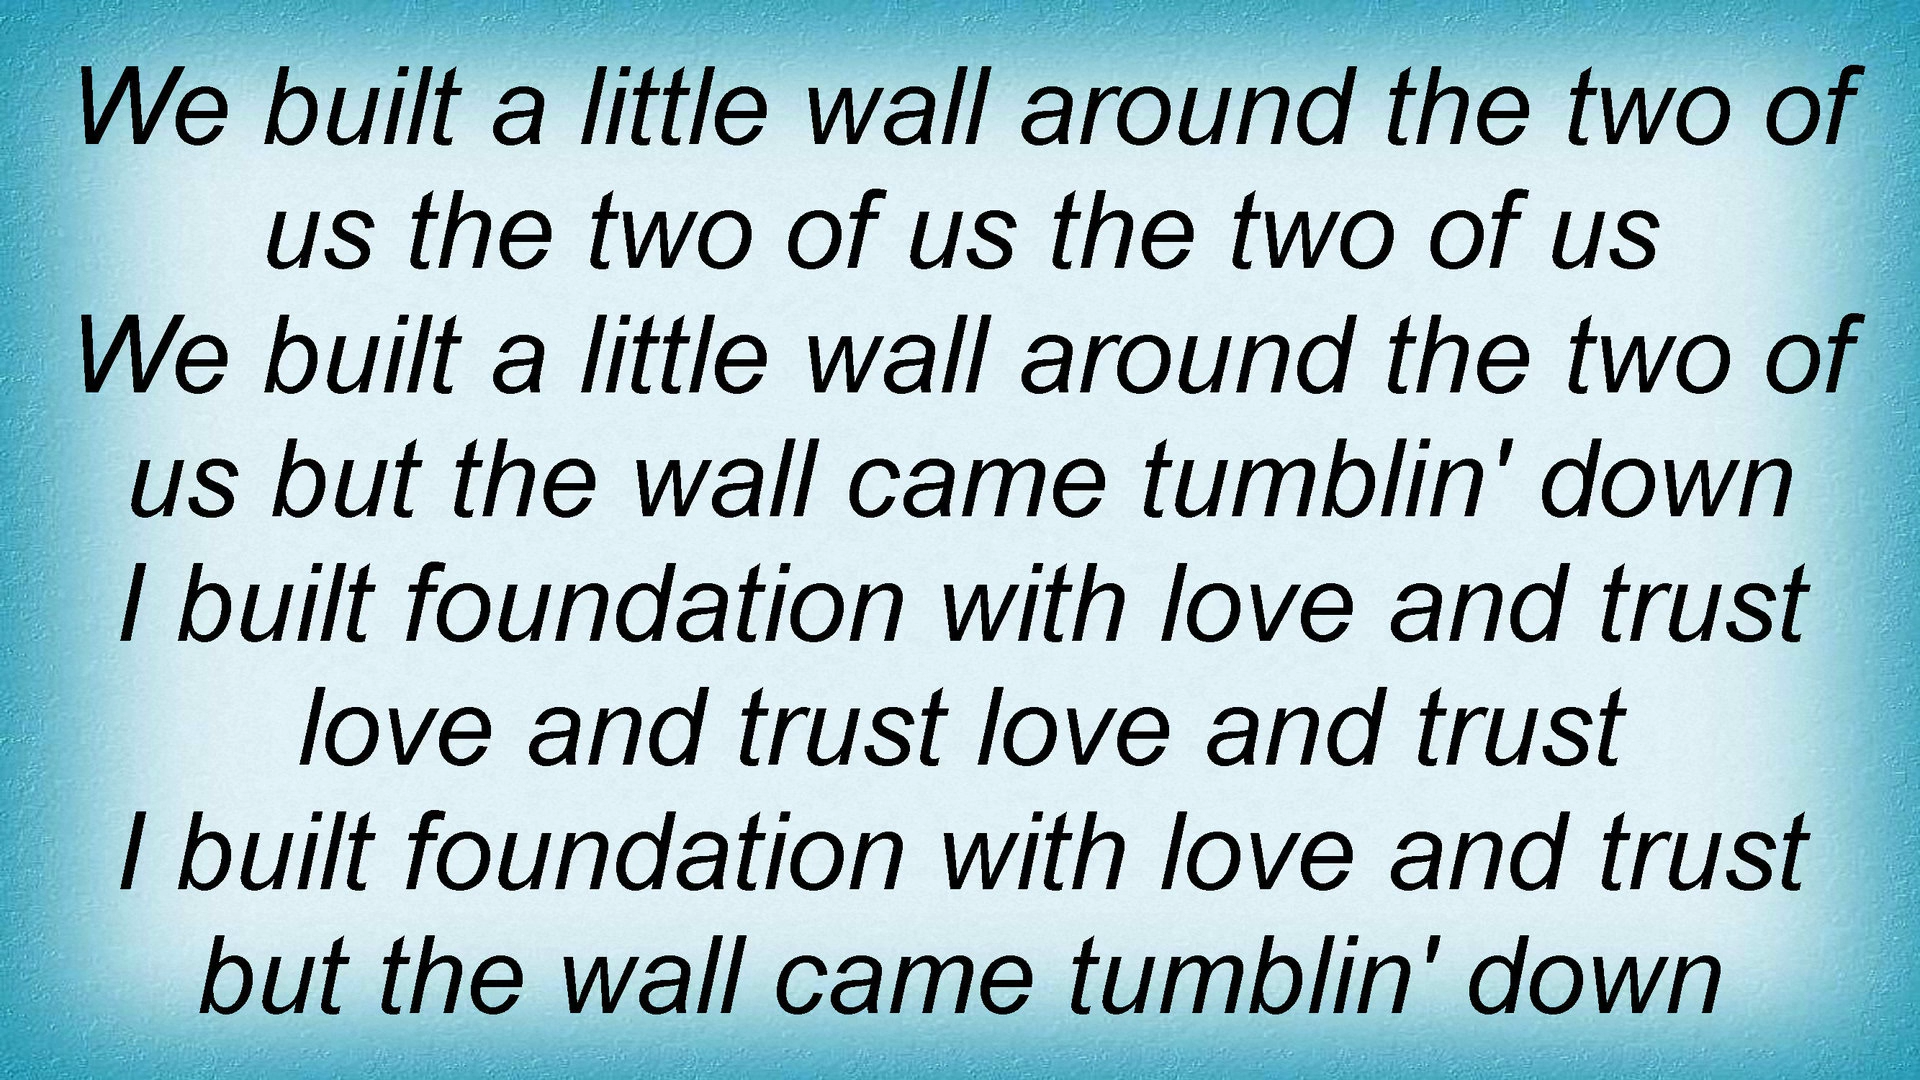 We built a little wall around the two of
us the two of us the two of us
We built a little wall around the two of
us but the wall came tumblin' down
I built foundation with love and trust
love and trust love and trust
I built foundation with love and trust
but the wall came tumblin' down